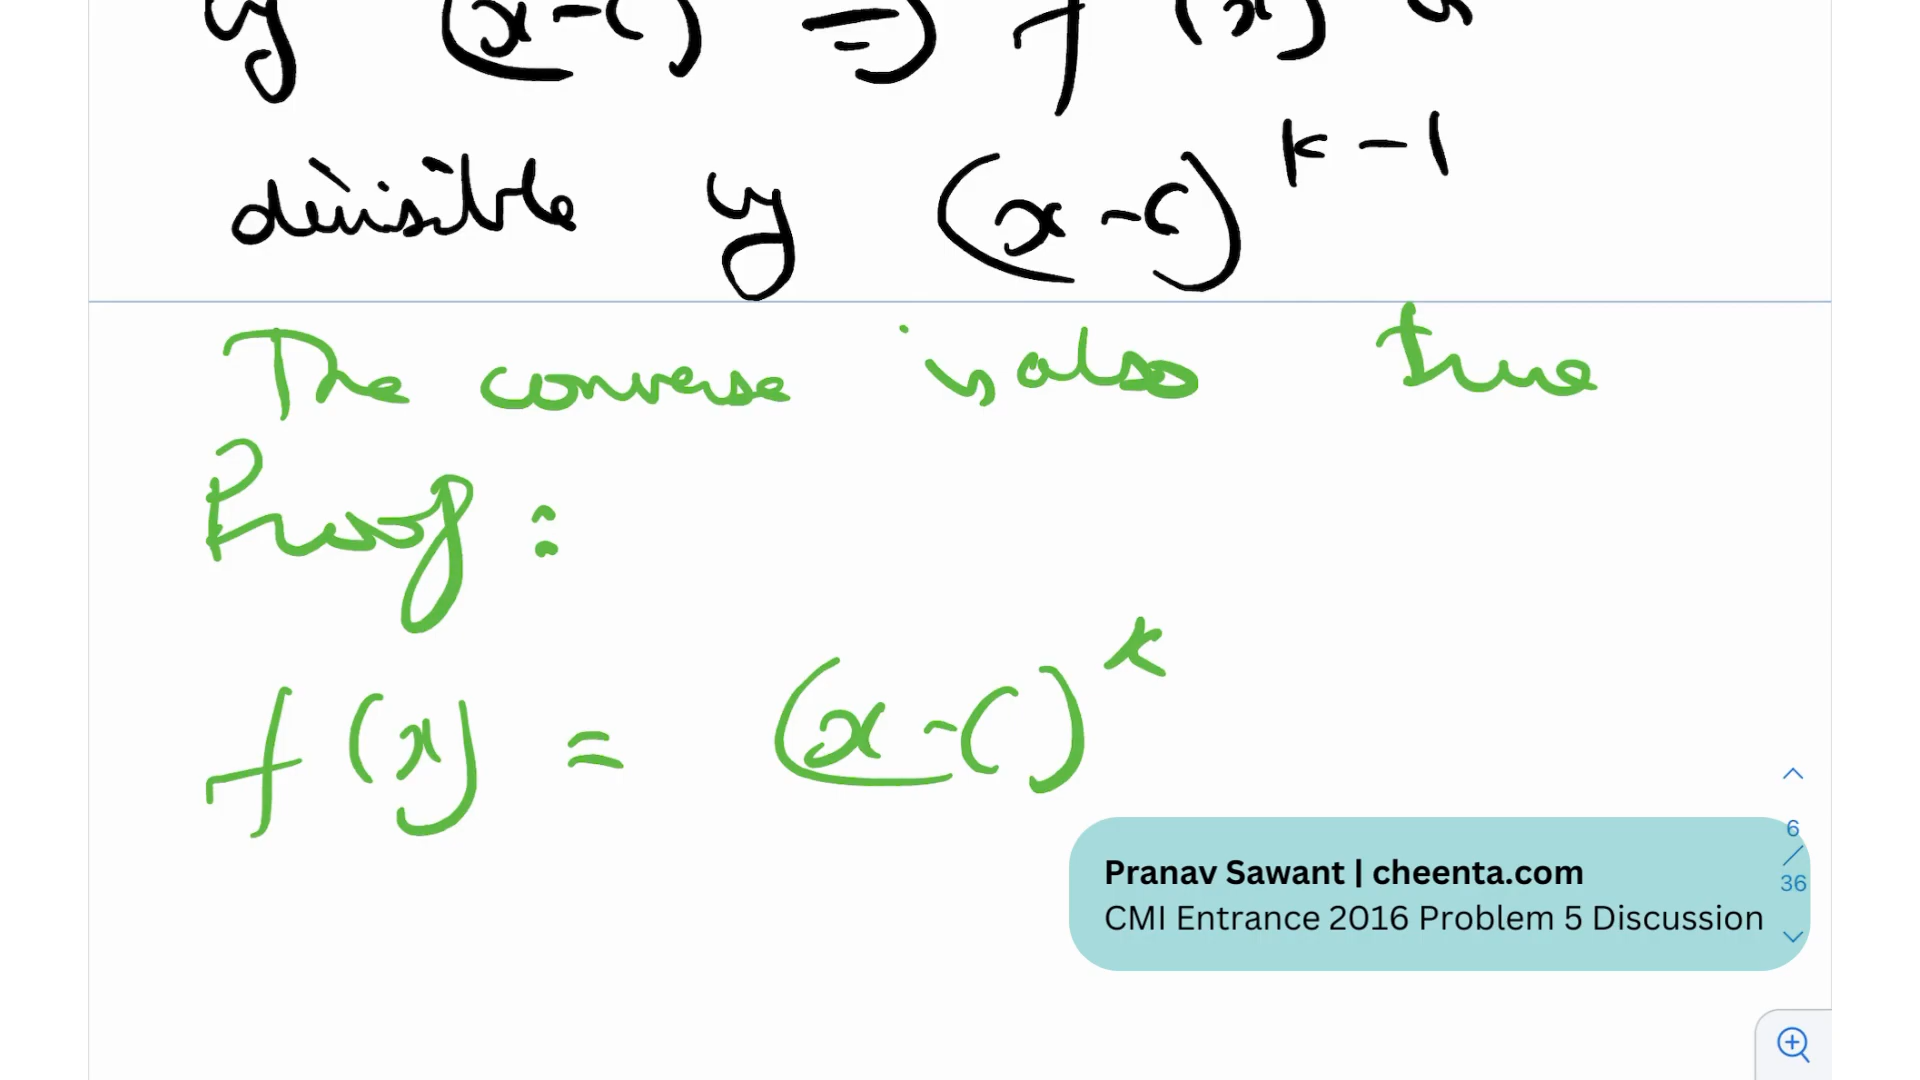 by (x-c) => f (x) is
divisible by (x-c)^{k-1}
The converse is also true
Proof :
f(x) = (x-c)^k
6
/
36
Pranav Sawant | cheenta.com
CMI Entrance 2016 Problem 5 Discussion